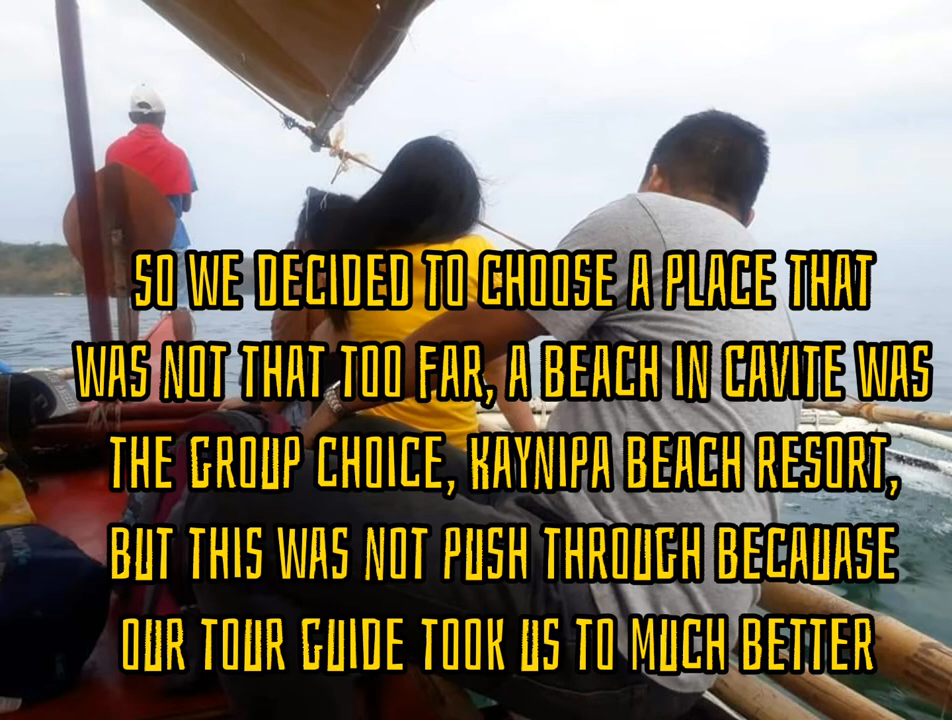 SO WE DECIDED TO CHOOSE A PLACE THAT
WAS NOT THAT TOO FAR, A BEACH IN CAVITE WAS
THE GROUP CHOICE, KAYNIPA BEACH RESORT,
BUT THIS WAS NOT PUSH THROUGH BECAUASE
OUR TOUR GUIDE TOOK US TO MUCH BETTER